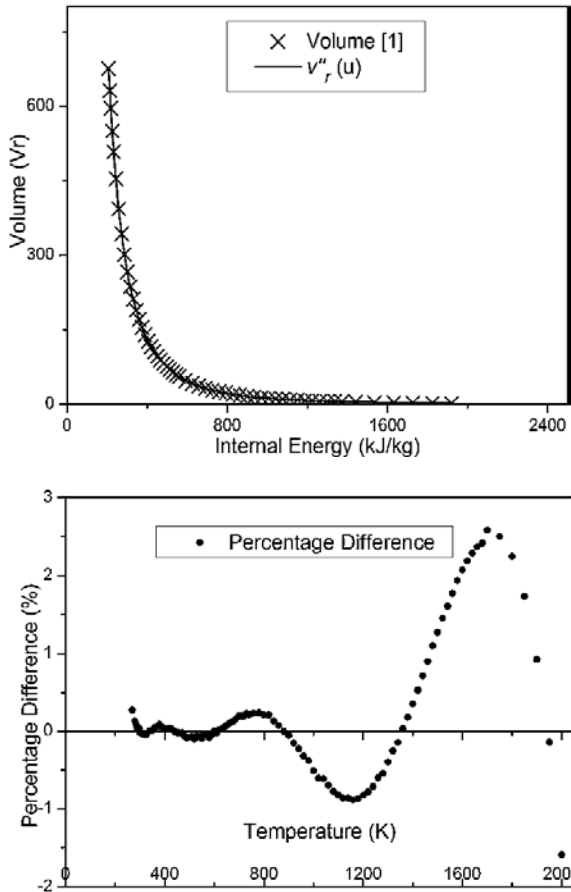 Volume [1]
v"r (u)
600
300
0
Volume (Vr)
0 800 1600 2400
Internal Energy (kJ/kg)
3
2
1
0
-1
-2
Percentage Difference
Percentage Difference (%)
Temperature (K)
0 400 800 1200 1600 200